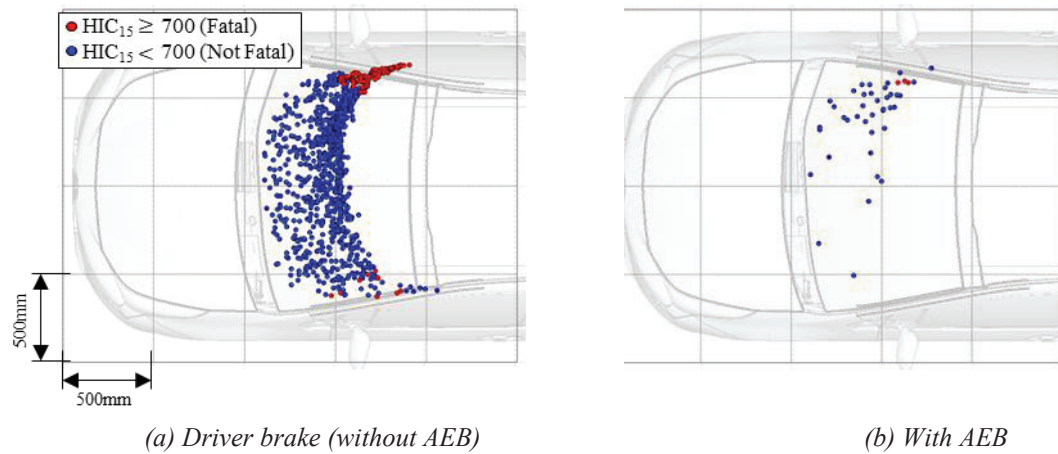 HIC₁₅ ≥ 700 (Fatal)
HIC₁₅ < 700 (Not Fatal)
500mm
500mm
(a) Driver brake (without AEB)
(b) With AEB